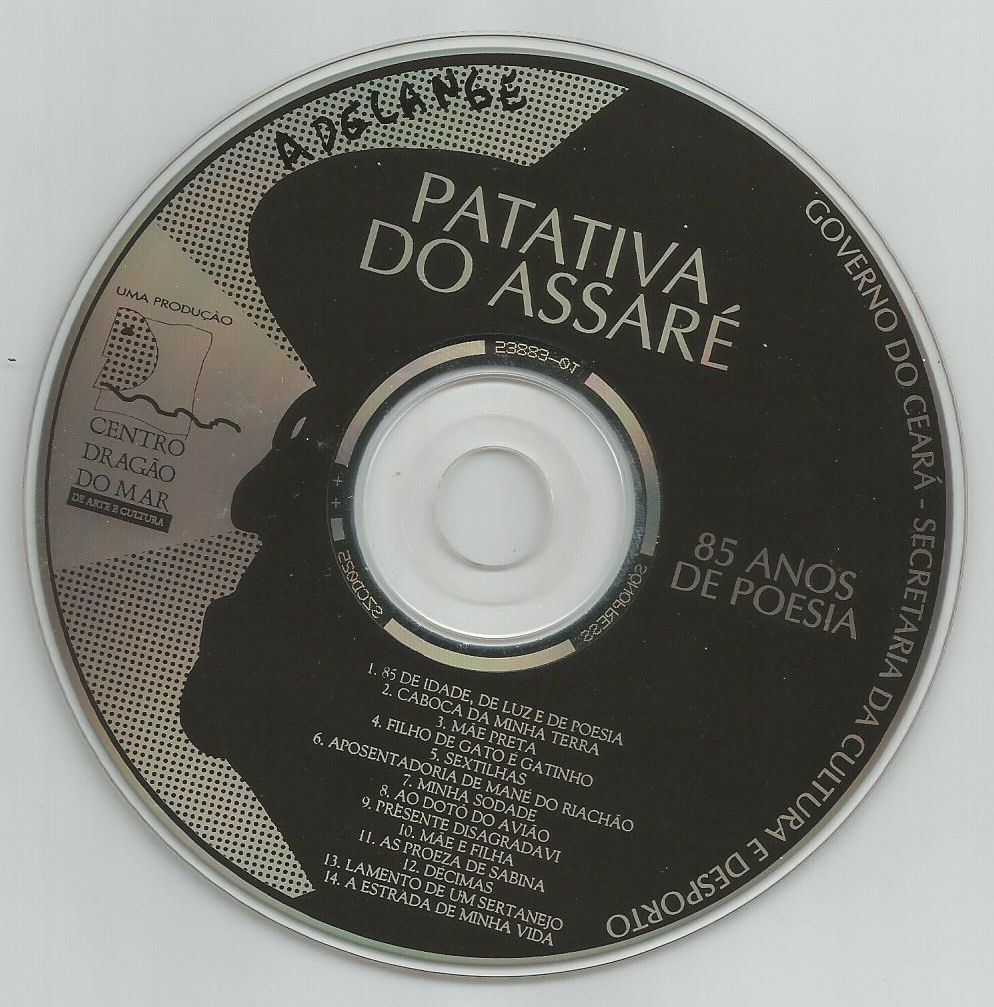 ADELANGE
PATATIVA
DO ASSARÉ
GOVERNO DO CEARÁ - SECRETARIA DA CULTURA E DESPORTO
UMA PRODUÇÃO
CENTRO
DRAGÃO
DO MAR
DE ARTE E CULTURA
23883-01
SZCD0255
SONOPRESS
85 ANOS
DE POESIA
1. 85 DE IDADE, DE LUZ E DE POESIA
2. CABOCA DA MINHA TERRA
3. MÃE PRETA
4. FILHO DE GATO É GATINHO
5. SEXTILHAS
6. APOSENTADORIA DE MANÉ DO RIACHÃO
7. MINHA SODADE
8. AO DOTÔ DO AVIÃO
9. PRESENTE DISAGRADAVI
10. MÃE E FILHA
11. AS PROEZA DE SABINA
12. DÉCIMAS
13. LAMENTO DE UM SERTANEJO
14. A ESTRADA DE MINHA VIDA